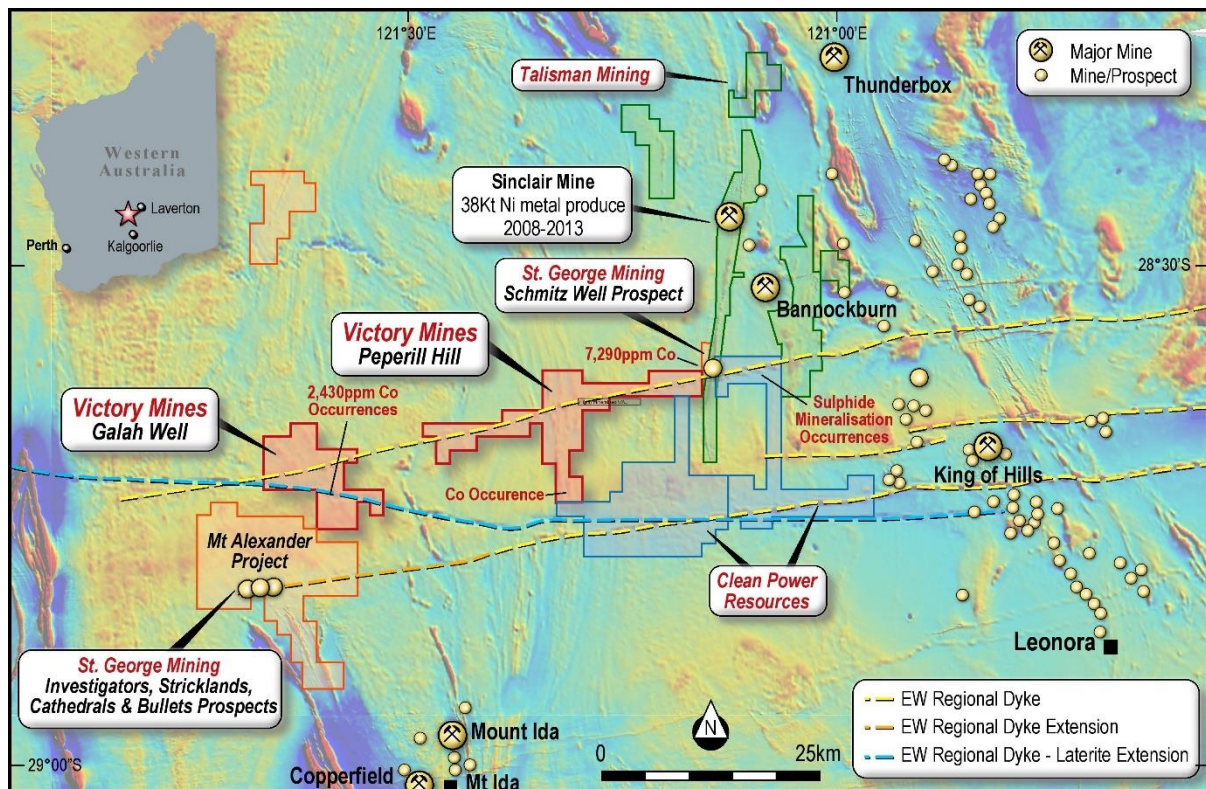 121°30'
121°00'
Major Mine
Mine/Prospect
Talisman Mining
Thunderbox
Western
Australia
Laverton
Perth
Kalgoorlie
Sinclair Mine
38Kt Ni metal produce
2008-2013
28°30'S
St. George Mining
Schmitz Well Prospect
Bannockburn
Victory Mines
Peperill Hill
7,290ppm Co
2,430ppm Co
Occurrences
Victory Mines
Galah Well
Sulphide
Mineralisation
Occurrences
King of Hills
Co Occurence
Mt Alexander
Project
Clean Power
Resources
Leonora
St. George Mining
Investigators, Stricklands,
Cathedrals & Bullets Prospects
EW Regional Dyke
EW Regional Dyke Extension
EW Regional Dyke - Laterite Extension
N
0
25km
Mount Ida
29°00'S
Copperfield
Mt Ida